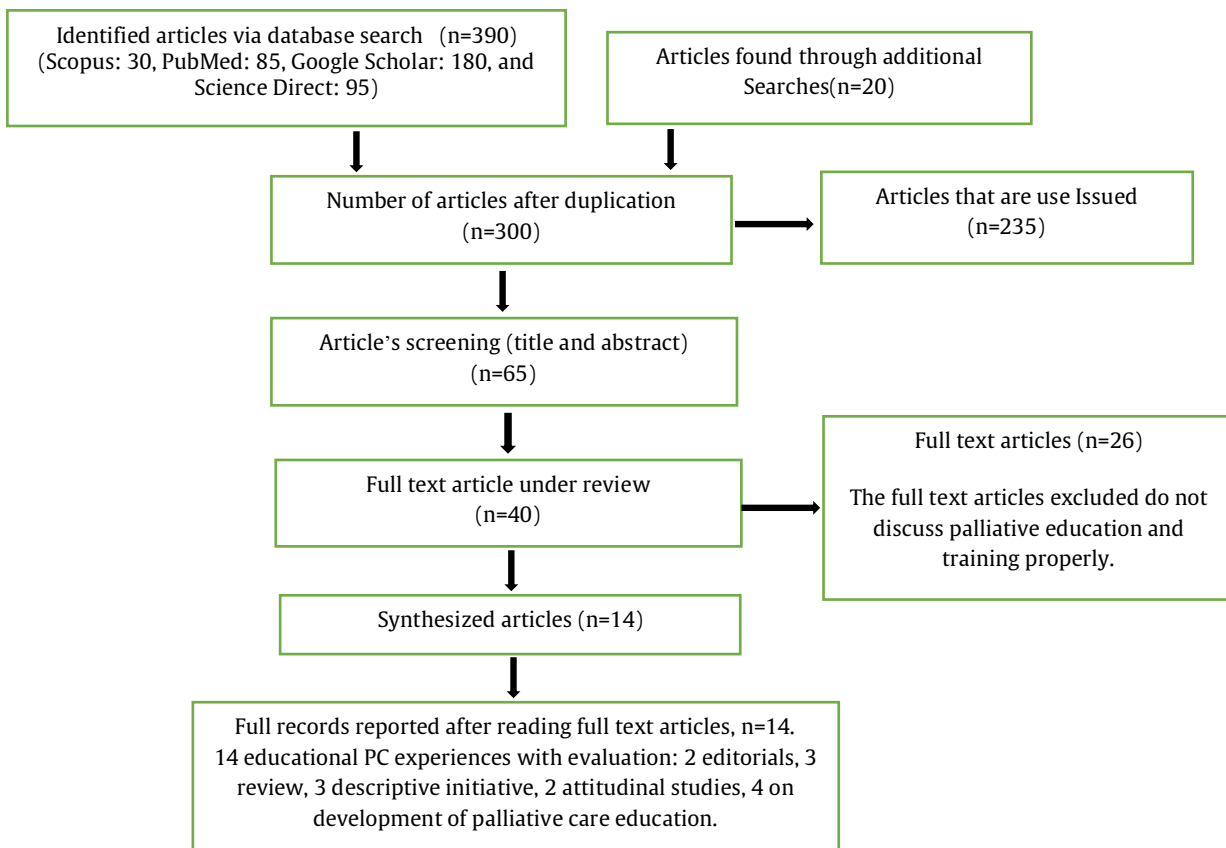 Identified articles via database search (n=390)
(Scopus: 30, PubMed: 85, Google Scholar: 180, and
Science Direct: 95)
Articles found through additional
Searches(n=20)
Number of articles after duplication
(n=300)
Articles that are use Issued
(n=235)
Article's screening (title and abstract)
(n=65)
Full text article under review
(n=40)
Full text articles (n=26)
The full text articles excluded do not
discuss palliative education and
training properly.
Synthesized articles (n=14)
Full records reported after reading full text articles, n=14.
14 educational PC experiences with evaluation: 2 editorials, 3
review, 3 descriptive initiative, 2 attitudinal studies, 4 on
development of palliative care education.